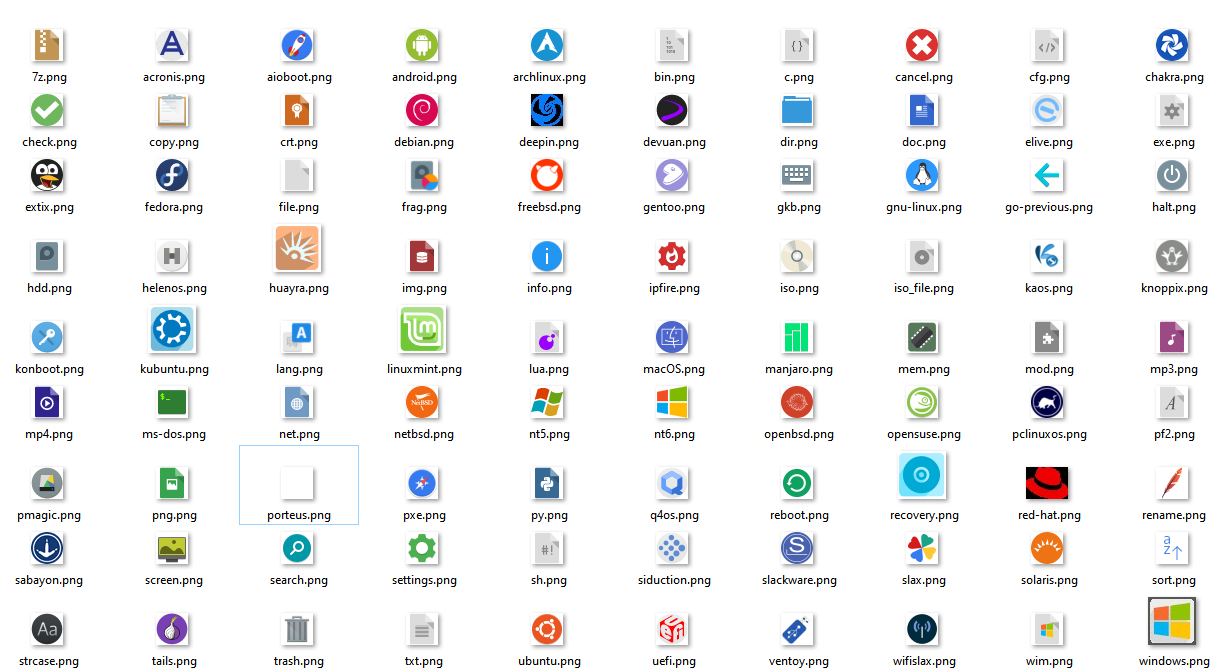 7z.png acronis.png aioboot.png android.png archlinux.png bin.png c.png cancel.png cfg.png chakra.png
check.png copy.png crt.png debian.png deepin.png devuan.png dir.png doc.png elive.png exe.png
extix.png fedora.png file.png frag.png freebsd.png gentoo.png gkb.png gnu-linux.png go-previous.png halt.png
hdd.png helenos.png huayra.png img.png info.png ipfire.png iso.png iso_file.png kaos.png knoppix.png
konboot.png kubuntu.png lang.png linuxmint.png lua.png macOS.png manjaro.png mem.png mod.png mp3.png
mp4.png ms-dos.png net.png netbsd.png nt5.png nt6.png openbsd.png opensuse.png pclinuxos.png pf2.png
pmagic.png png.png porteus.png pxe.png py.png q4os.png reboot.png recovery.png red-hat.png rename.png
sabayon.png screen.png search.png settings.png sh.png siduction.png slackware.png slax.png solaris.png sort.png
strcase.png tails.png trash.png txt.png ubuntu.png uefi.png ventoy.png wifislax.png wim.png windows.png